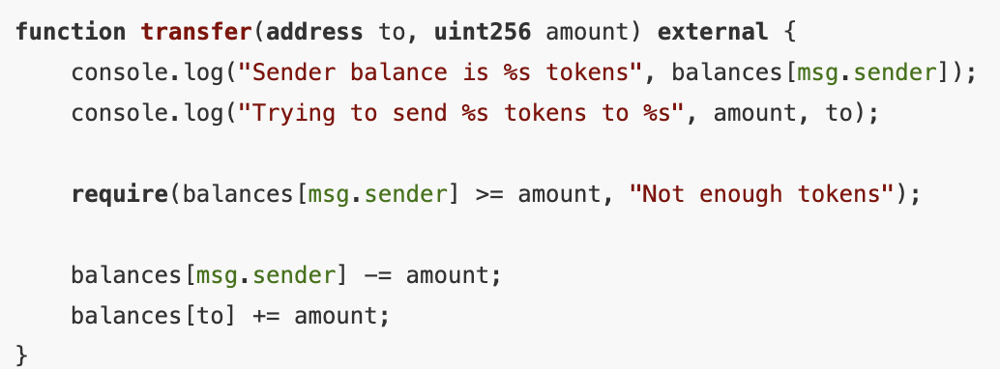 function transfer(address to, uint256 amount) external {
    console.log("Sender balance is %s tokens", balances[msg.sender]);
    console.log("Trying to send %s tokens to %s", amount, to);

    require(balances[msg.sender] >= amount, "Not enough tokens");

    balances[msg.sender] -= amount;
    balances[to] += amount;
}